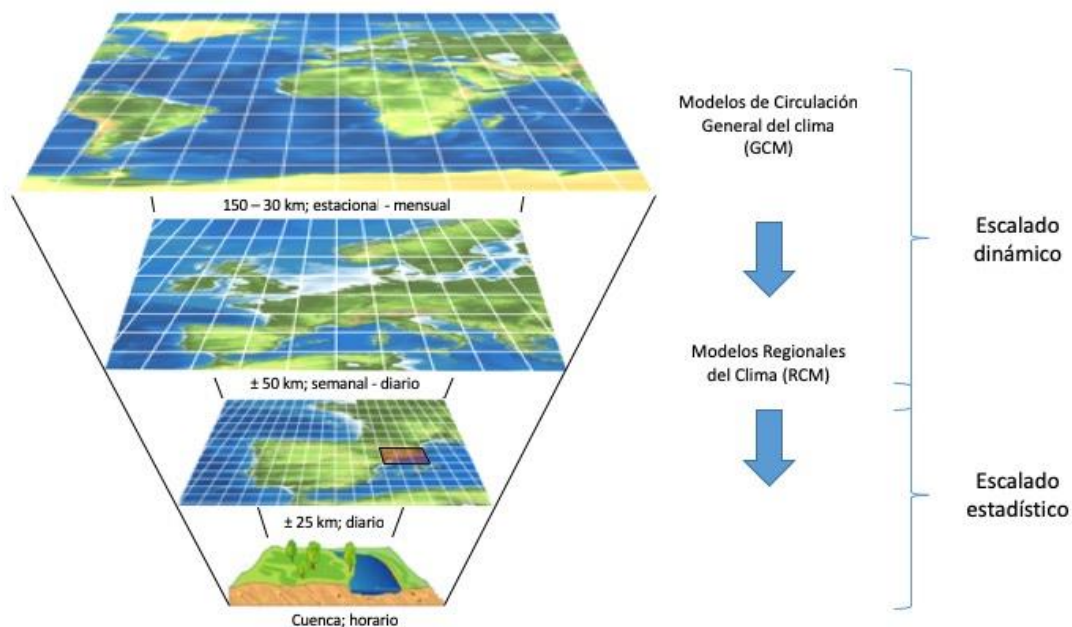 Modelos de Circulación
General del clima
(GCM)
150 – 30 km; estacional - mensual
Escalado
dinámico
Modelos Regionales
del Clima (RCM)
± 50 km; semanal - diario
Escalado
estadístico
± 25 km; diario
Cuenca; horario